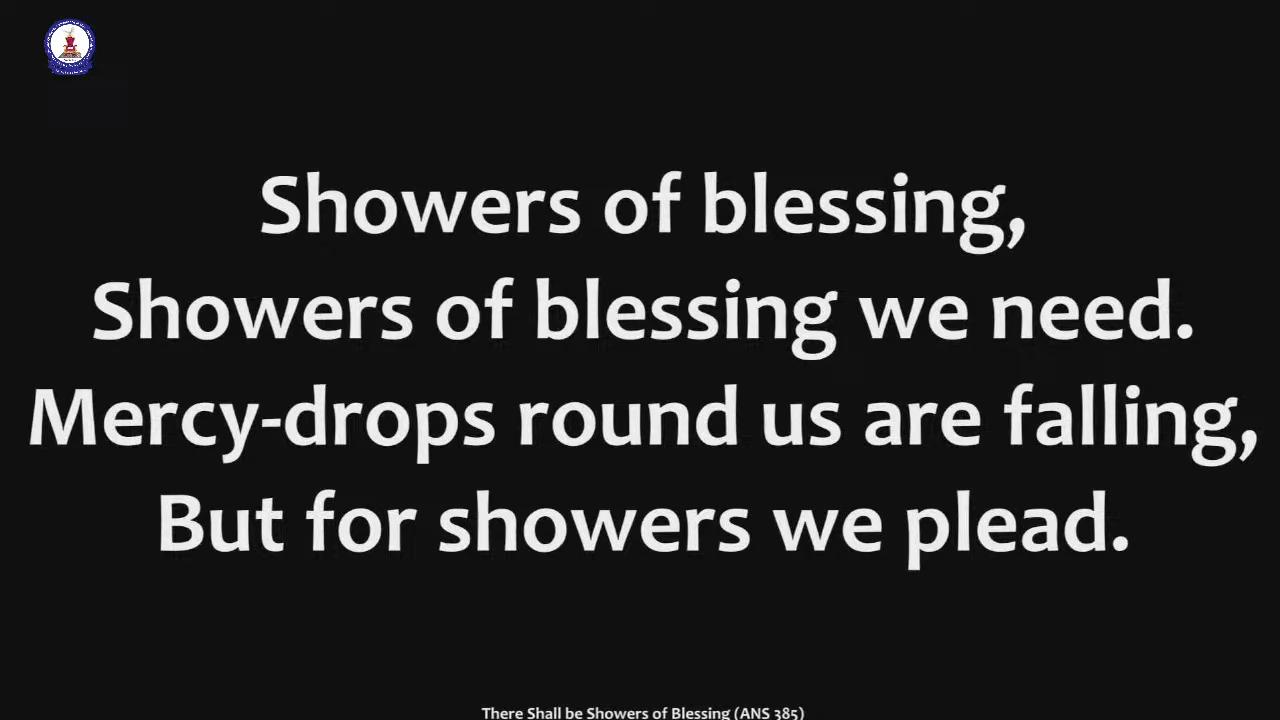 Showers of blessing,
Showers of blessing we need.
Mercy-drops round us are falling,
But for showers we plead.
There Shall be Showers of Blessing (ANS 385)